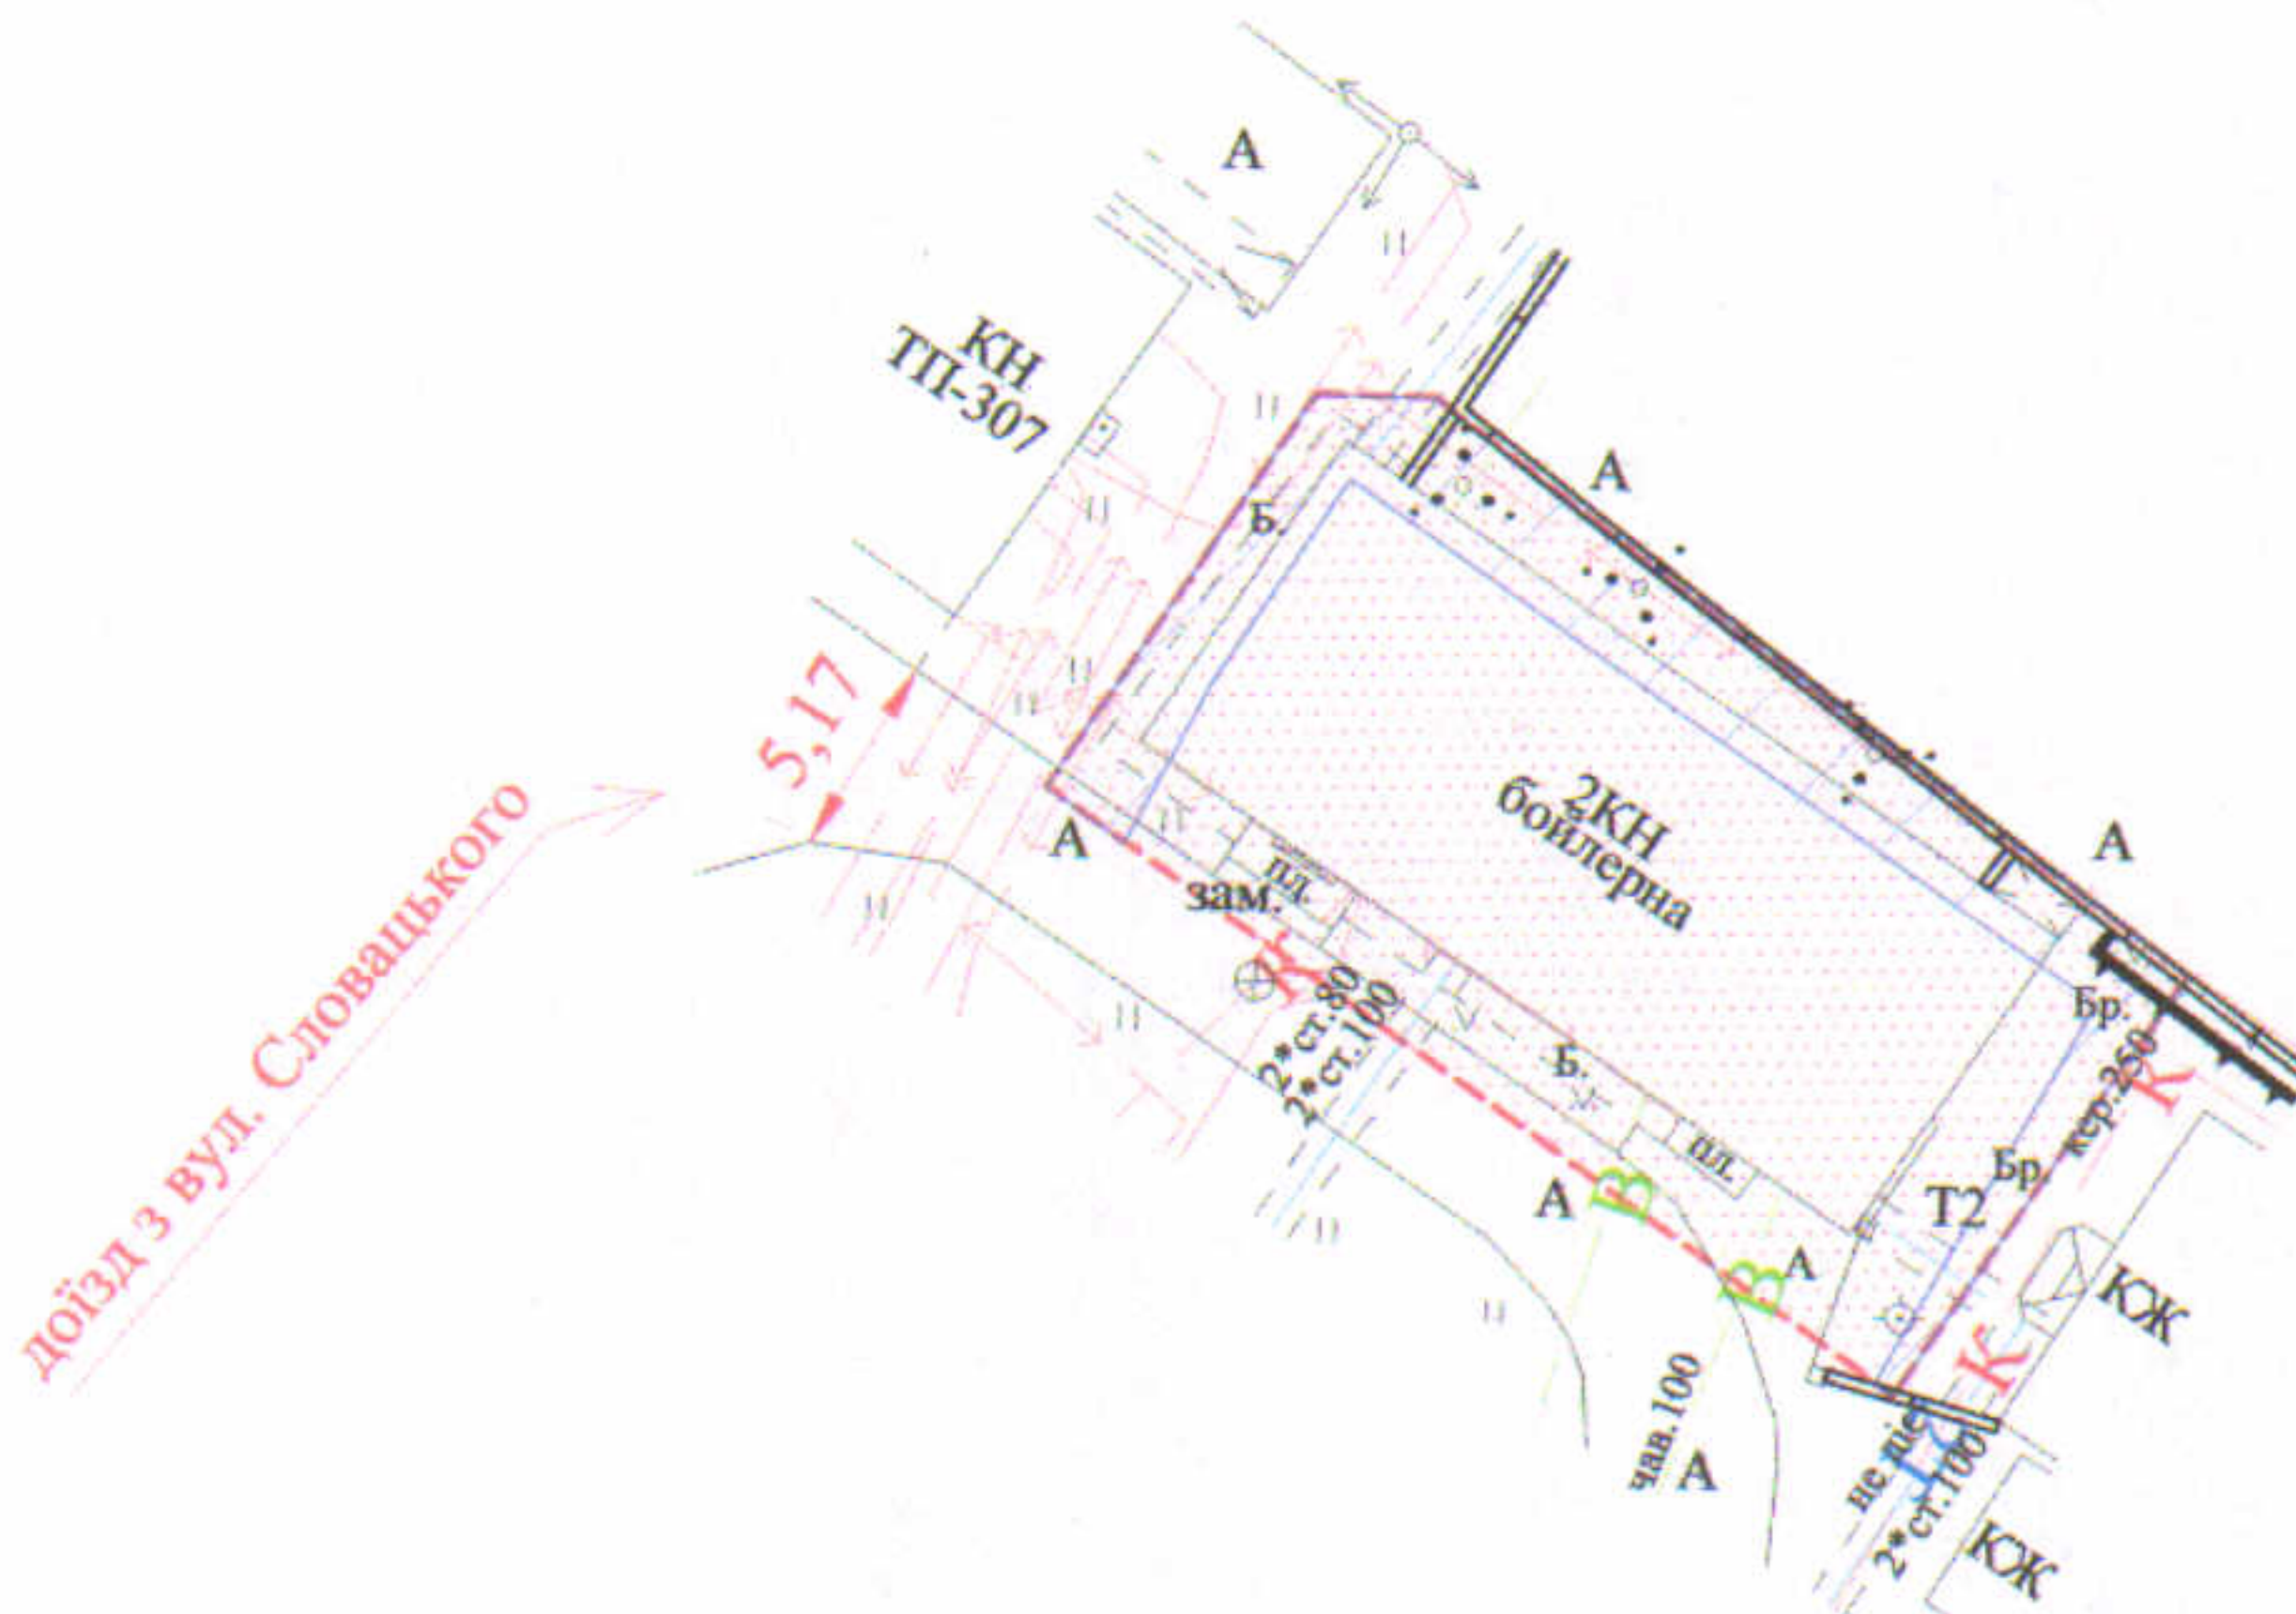 А
КН
ТП-307
А
Б.
5,17
доїзд з вул. Словацького
2КН
бойлерна
А
А
пл.
зам.
К
2*ст.80
2*ст.100
Б.
Бр.
кер.250
К
пл.
Бр.
Т2
А
В
В
А
КЖ
К
чав.100
А
не діє
2*ст.100
КЖ